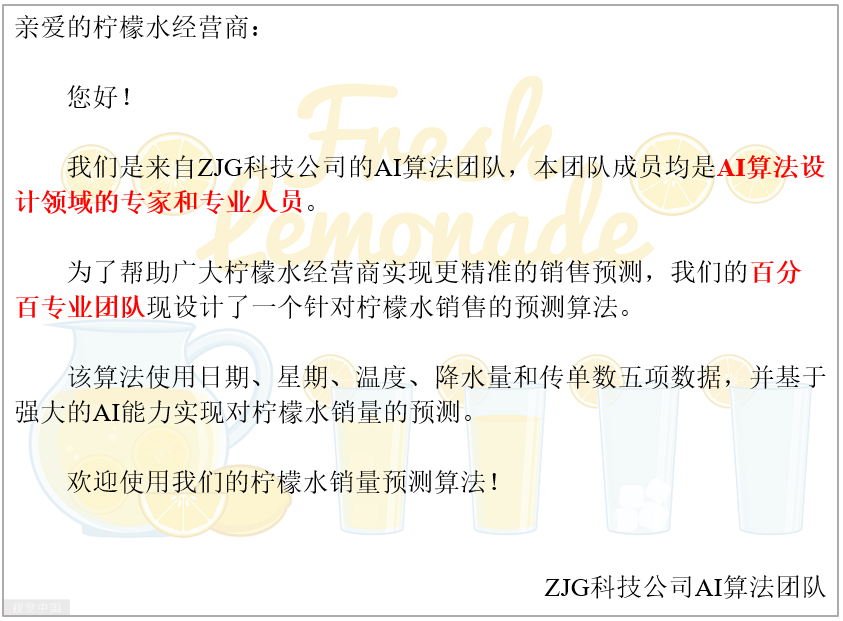 亲爱的柠檬水经营商：
您好！
我们是来自ZJG科技公司的AI算法团队，本团队成员均是AI算法设
计领域的专家和专业人员。
为了帮助广大柠檬水经营商实现更精准的销售预测，我们的百分
百专业团队现设计了一个针对柠檬水销售的预测算法。
该算法使用日期、星期、温度、降水量和传单数五项数据，并基于
强大的AI能力实现对柠檬水销量的预测。
欢迎使用我们的柠檬水销量预测算法！
ZJG科技公司AI算法团队
Fresh
Lemonade
视觉中国